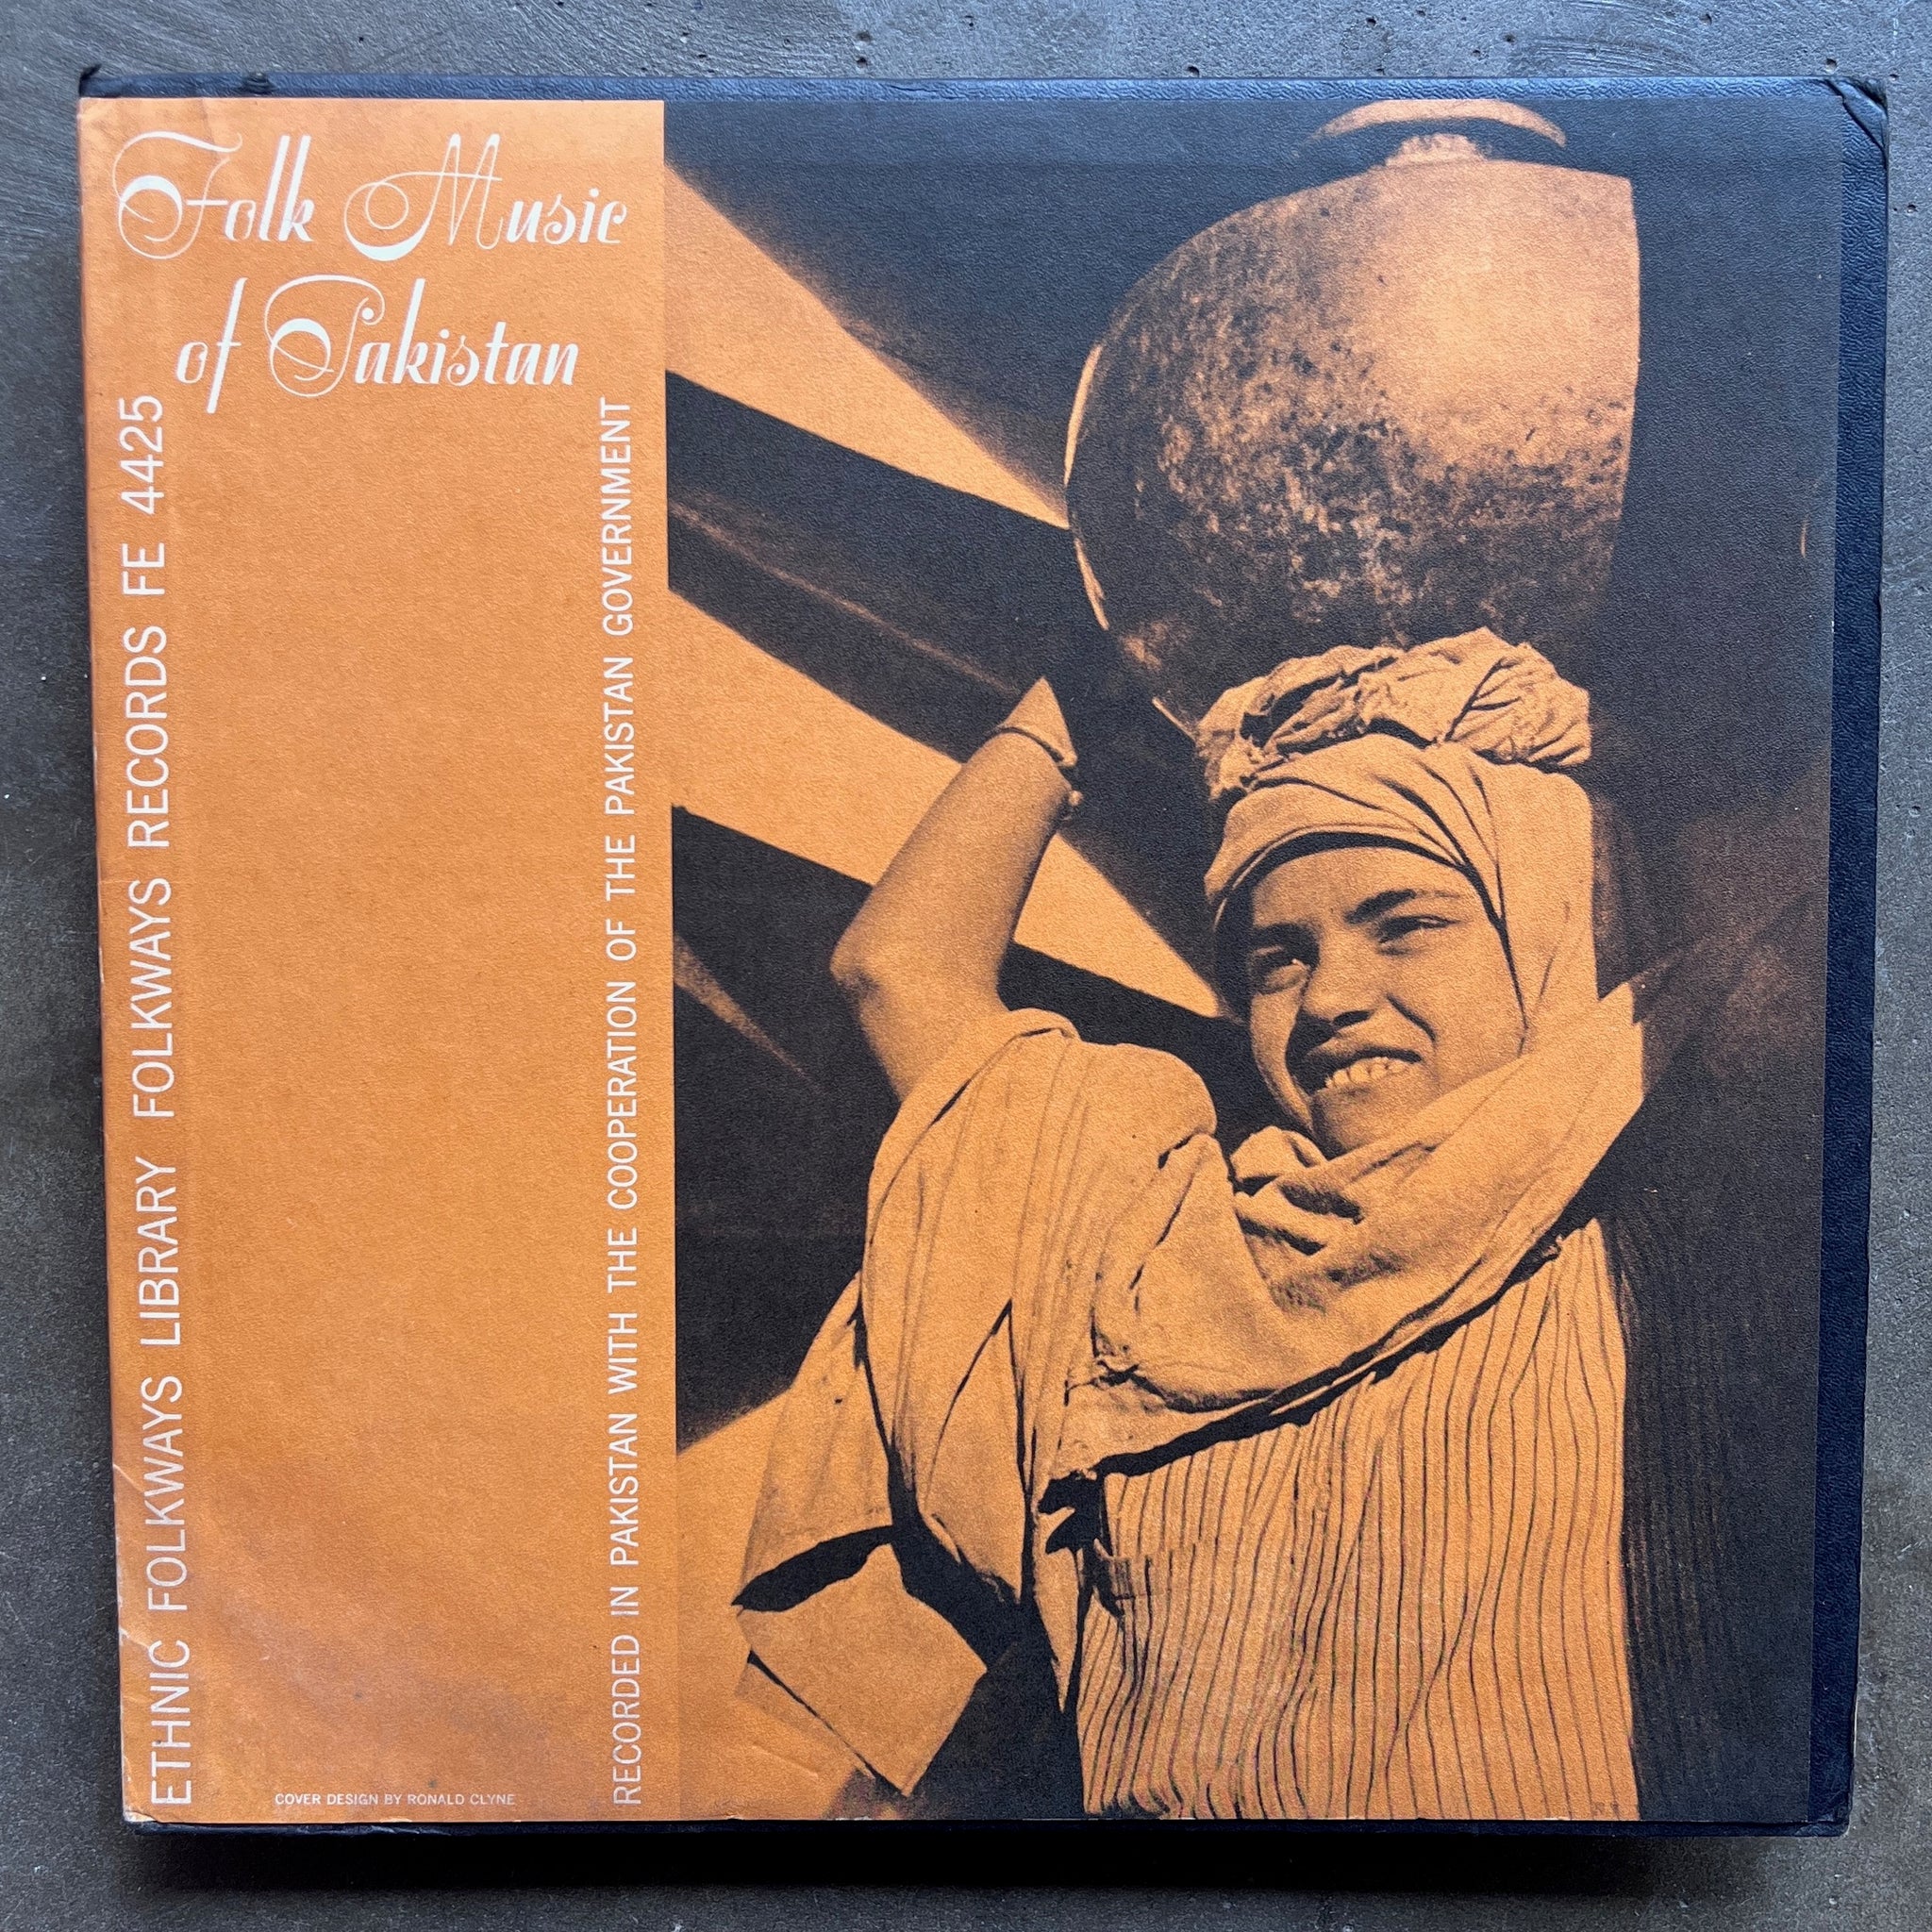 Folk Music
of Pakistan
ETHNIC FOLKWAYS LIBRARY FOLKWAYS RECORDS FE 4425
RECORDED IN PAKISTAN WITH THE COOPERATION OF THE PAKISTAN GOVERNMENT
COVER DESIGN BY RONALD CLYNE